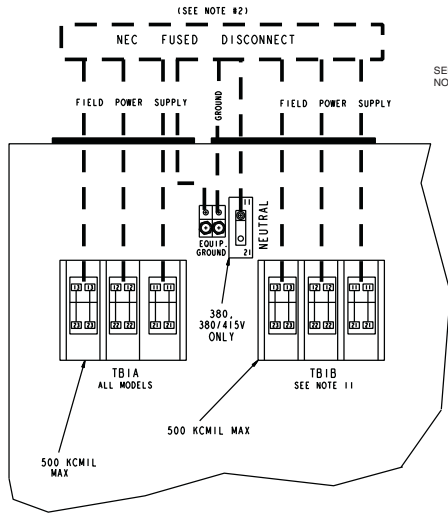 (SEE NOTE #2)
NEC FUSED DISCONNECT
SE
NO
FIELD POWER SUPPLY
GROUND
FIELD POWER SUPPLY
11
21
NEUTRAL
EQUIP.
GROUND
13 13 12 12 11 11
23 23 22 22 21 21
13 13 12 12 11 11
23 23 22 22 21 21
380,
380/415V
ONLY
TB1A
ALL MODELS
TB1B
SEE NOTE 11
500 KCMIL MAX
500 KCMIL
MAX